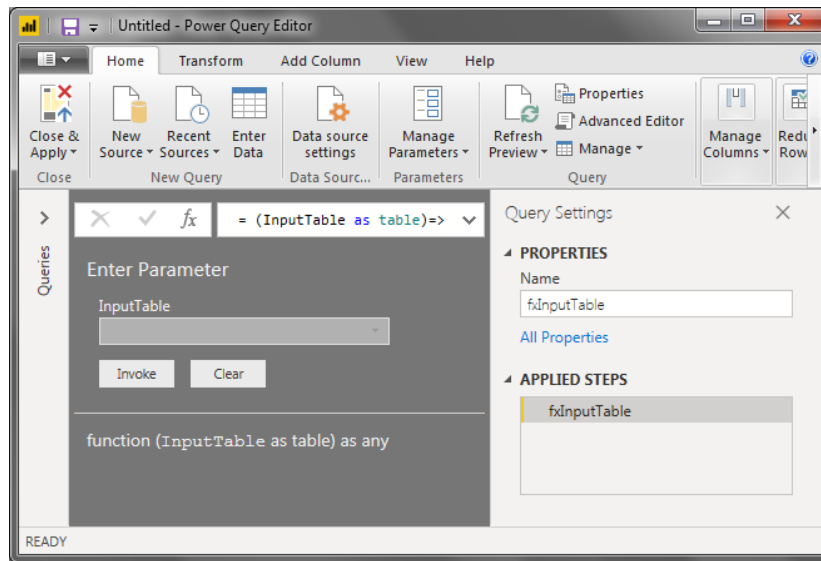 Untitled - Power Query Editor
Home Transform Add Column View Help
Close & Apply
New Source
Recent Sources
Enter Data
Data source settings
Manage Parameters
Refresh Preview
Properties
Advanced Editor
Manage
Manage Columns
Redu Row
Close
New Query
Data Sourc...
Parameters
Query
Queries
fx = (InputTable as table)=>
Enter Parameter
InputTable
Invoke Clear
function (InputTable as table) as any
Query Settings
PROPERTIES
Name
fxInputTable
All Properties
APPLIED STEPS
fxInputTable
READY